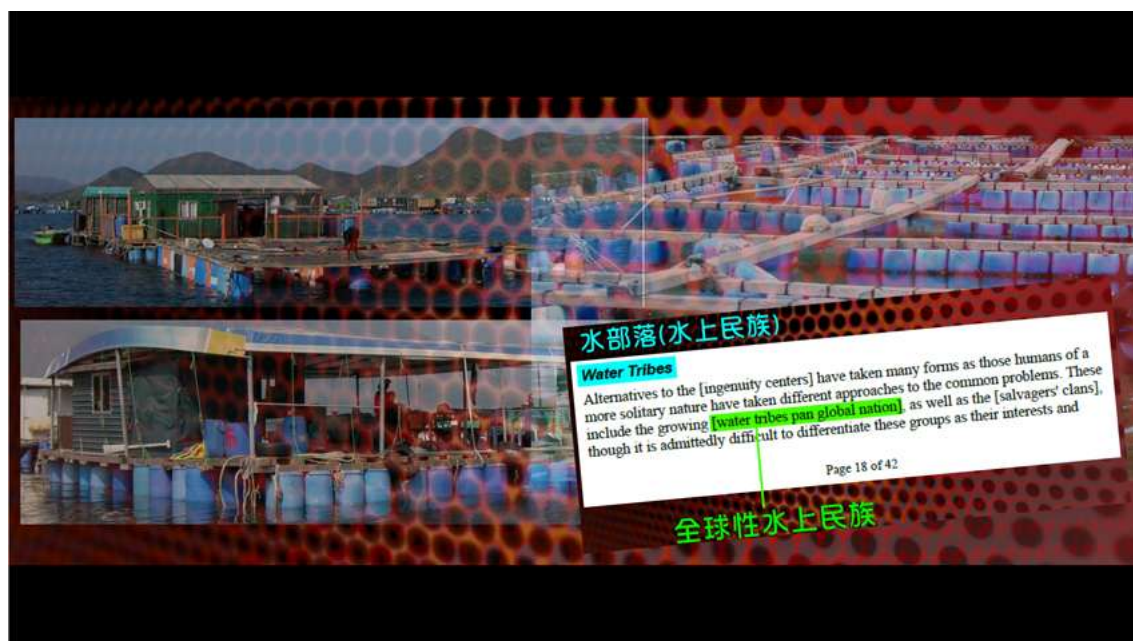 水部落(水上民族)
Water Tribes
Alternatives to the [ingenuity centers] have taken many forms as those humans of a
more solitary nature have taken different approaches to the common problems. These
include the growing [water tribes pan global nation], as well as the [salvagers' clans],
though it is admittedly difficult to differentiate these groups as their interests and
Page 18 of 42
全球性水上民族